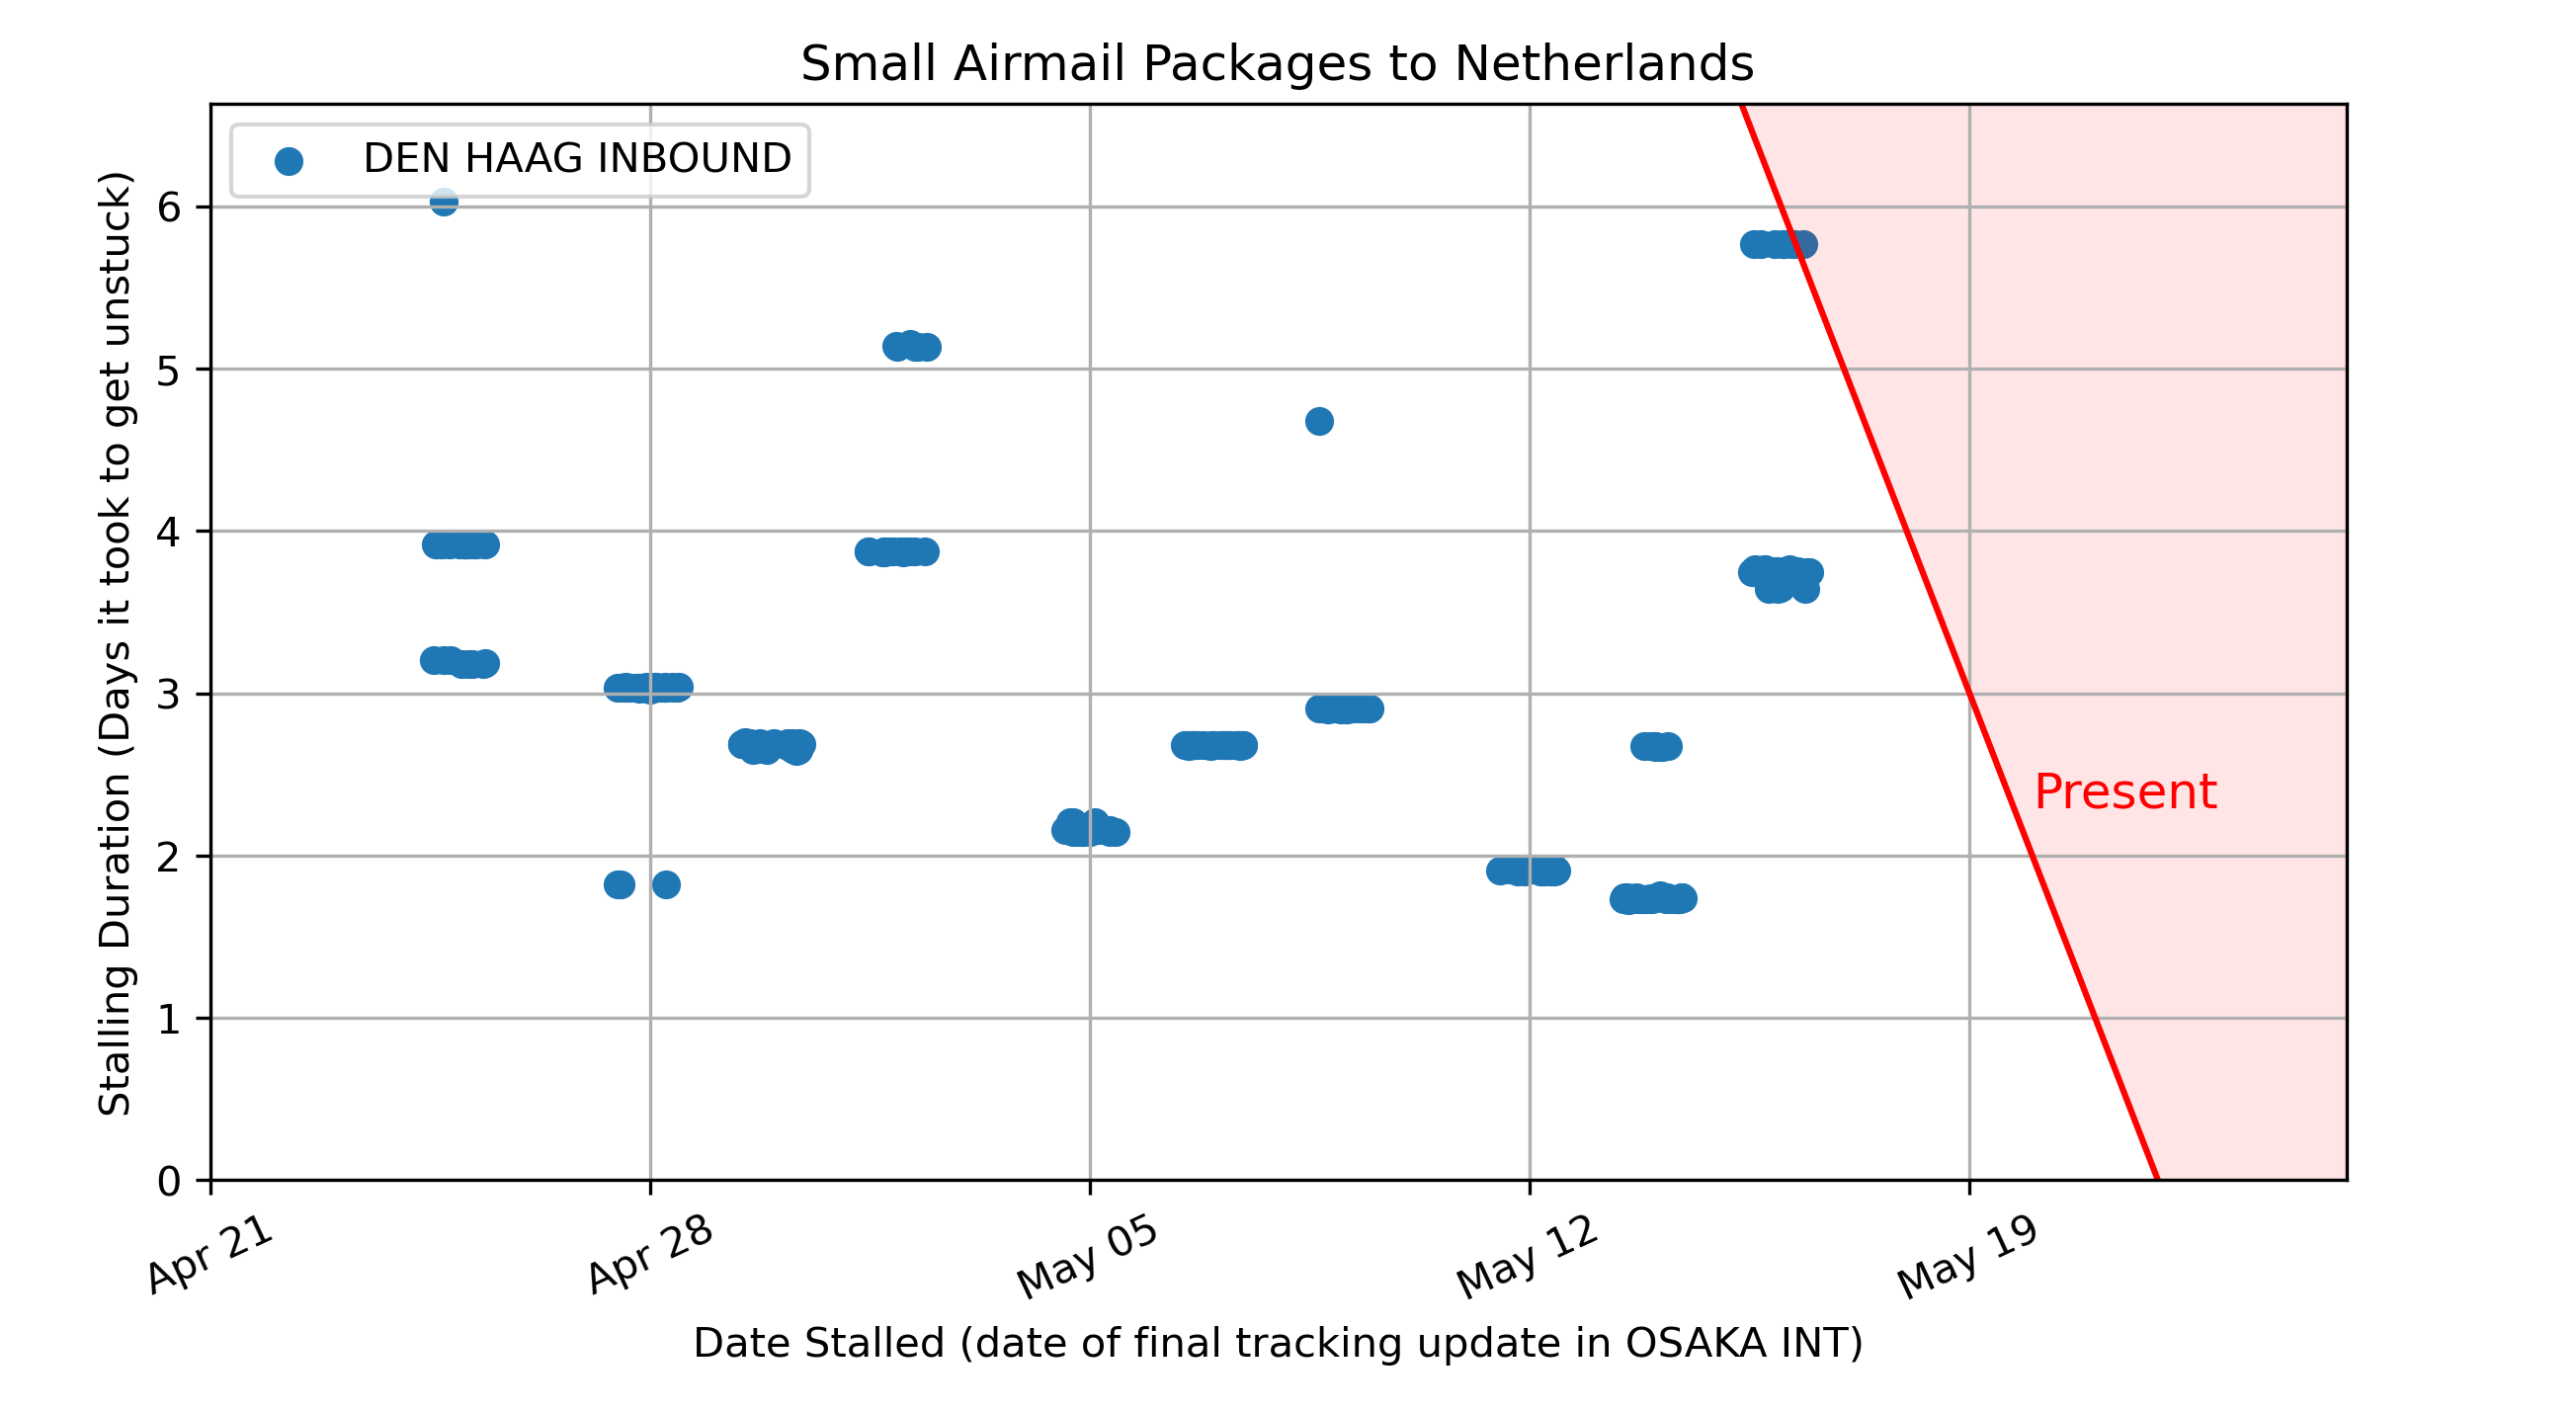 Small Airmail Packages to Netherlands
DEN HAAG INBOUND
Stalling Duration (Days it took to get unstuck)
6
5
4
3
2
1
0
Present
Apr 21
Apr 28
May 05
May 12
May 19
Date Stalled (date of final tracking update in OSAKA INT)